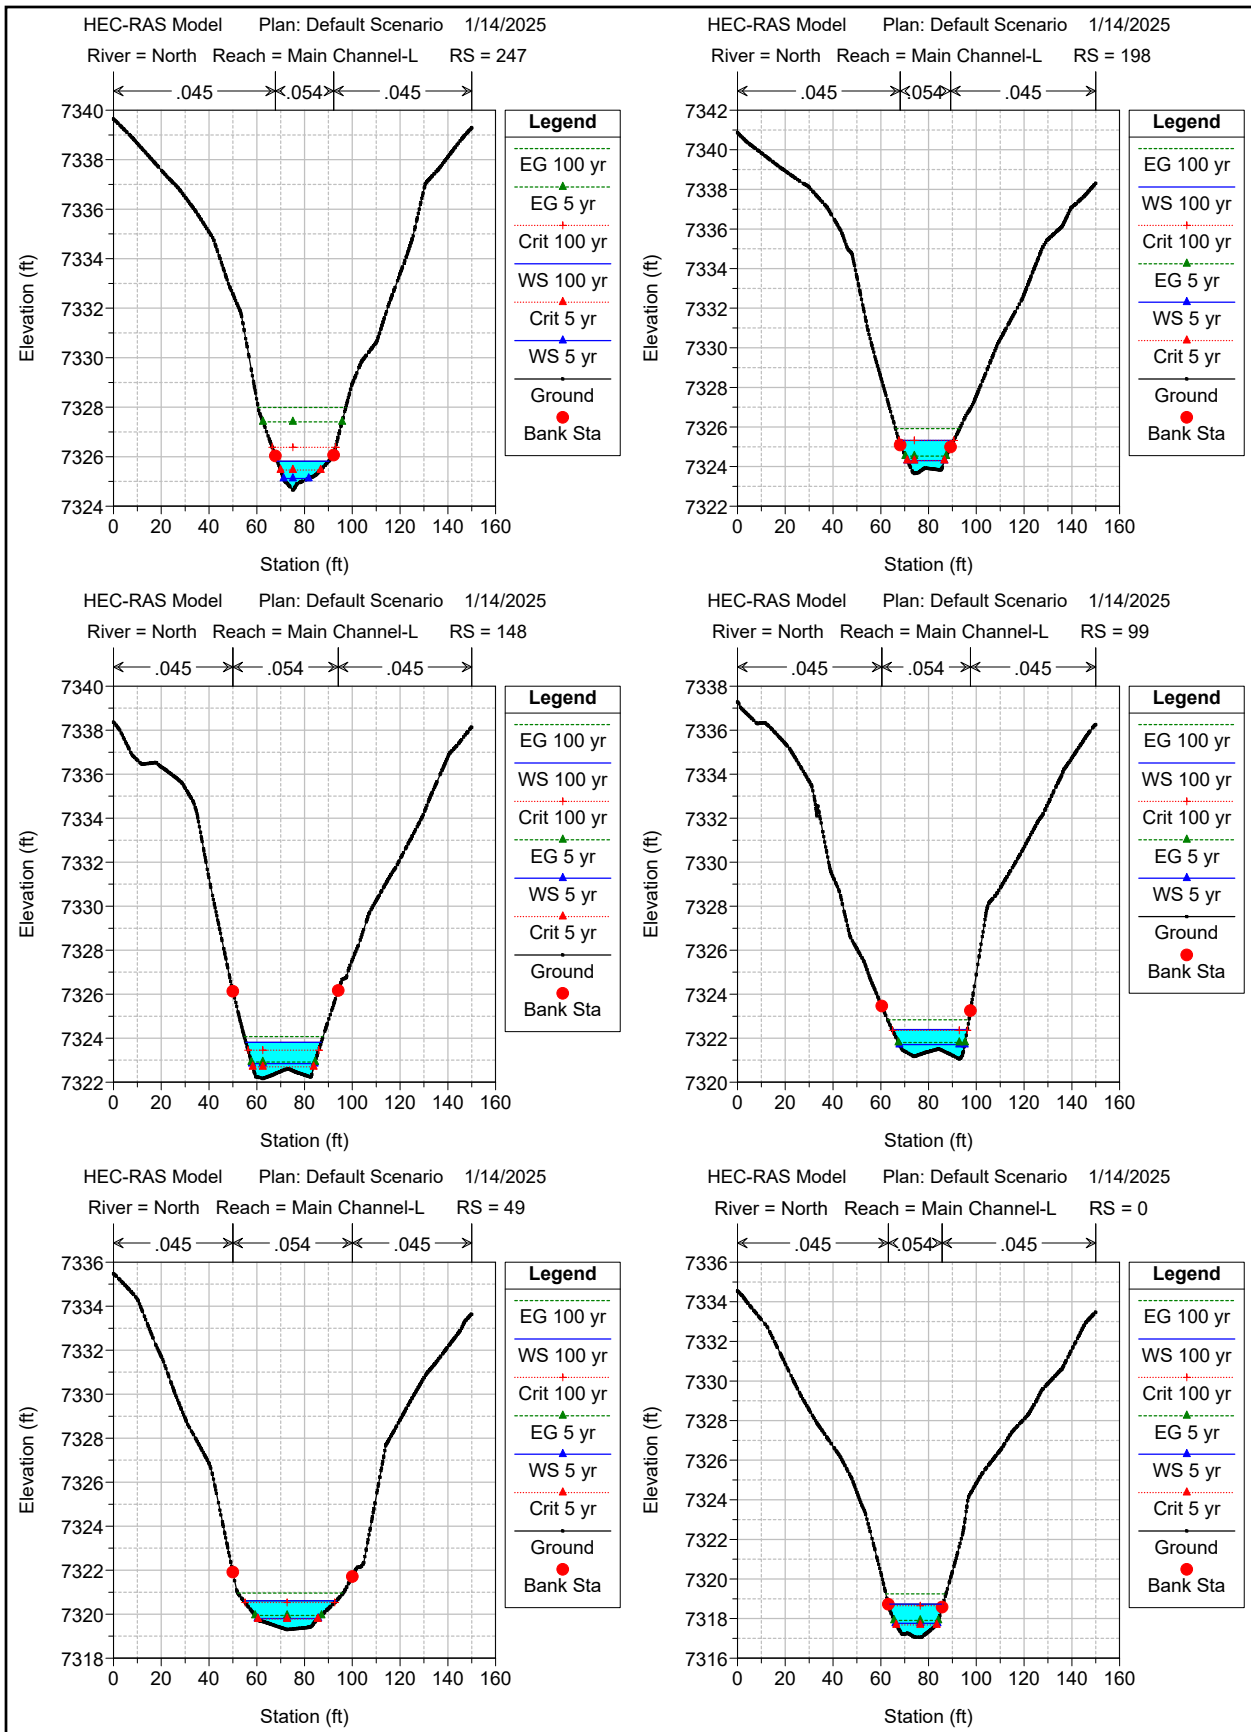 HEC-RAS Model Plan: Default Scenario 1/14/2025
River = North Reach = Main Channel-L RS = 247
.045 .054 .045
7340
7338
7336
7334
7332
7330
7328
7326
7324
0 20 40 60 80 100 120 140 160
Station (ft)
Elevation (ft)
Legend
EG 100 yr
EG 5 yr
Crit 100 yr
WS 100 yr
Crit 5 yr
WS 5 yr
Ground
Bank Sta
HEC-RAS Model Plan: Default Scenario 1/14/2025
River = North Reach = Main Channel-L RS = 198
.045 .054 .045
7342
7340
7338
7336
7334
7332
7330
7328
7326
7324
7322
0 20 40 60 80 100 120 140 160
Station (ft)
Elevation (ft)
Legend
EG 100 yr
WS 100 yr
Crit 100 yr
EG 5 yr
WS 5 yr
Crit 5 yr
Ground
Bank Sta
HEC-RAS Model Plan: Default Scenario 1/14/2025
River = North Reach = Main Channel-L RS = 148
.045 .054 .045
7340
7338
7336
7334
7332
7330
7328
7326
7324
7322
0 20 40 60 80 100 120 140 160
Station (ft)
Elevation (ft)
Legend
EG 100 yr
WS 100 yr
Crit 100 yr
EG 5 yr
WS 5 yr
Crit 5 yr
Ground
Bank Sta
HEC-RAS Model Plan: Default Scenario 1/14/2025
River = North Reach = Main Channel-L RS = 99
.045 .054 .045
7338
7336
7334
7332
7330
7328
7326
7324
7322
7320
0 20 40 60 80 100 120 140 160
Station (ft)
Elevation (ft)
Legend
EG 100 yr
WS 100 yr
Crit 100 yr
EG 5 yr
WS 5 yr
Ground
Bank Sta
HEC-RAS Model Plan: Default Scenario 1/14/2025
River = North Reach = Main Channel-L RS = 49
.045 .054 .045
7336
7334
7332
7330
7328
7326
7324
7322
7320
7318
0 20 40 60 80 100 120 140 160
Station (ft)
Elevation (ft)
Legend
EG 100 yr
WS 100 yr
Crit 100 yr
EG 5 yr
WS 5 yr
Crit 5 yr
Ground
Bank Sta
HEC-RAS Model Plan: Default Scenario 1/14/2025
River = North Reach = Main Channel-L RS = 0
.045 .054 .045
7336
7334
7332
7330
7328
7326
7324
7322
7320
7318
7316
0 20 40 60 80 100 120 140 160
Station (ft)
Elevation (ft)
Legend
EG 100 yr
WS 100 yr
Crit 100 yr
EG 5 yr
WS 5 yr
Crit 5 yr
Ground
Bank Sta